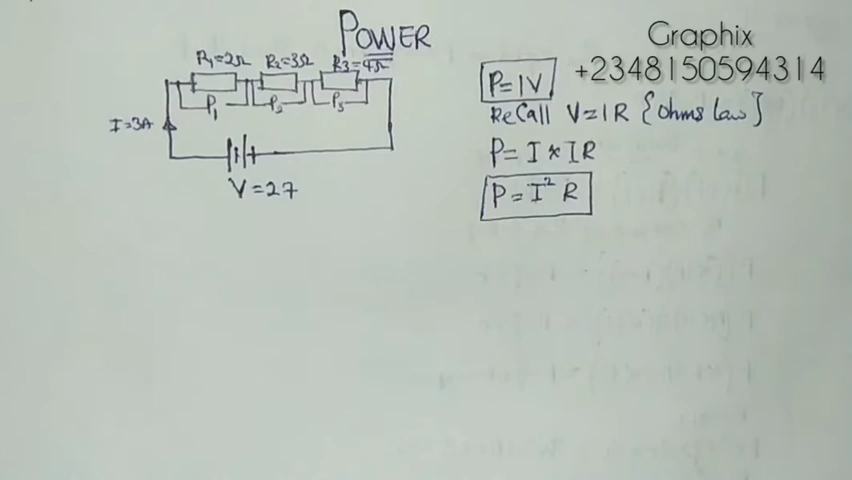 POWER
Graphix
+2348150594314
R₁=2Ω R₂=3Ω R3=4Ω
P₁ P₂ P₃
I=3A
V=27
P=IV
ReCall V=IR {Ohms Law}
P= I × IR
P= I² R